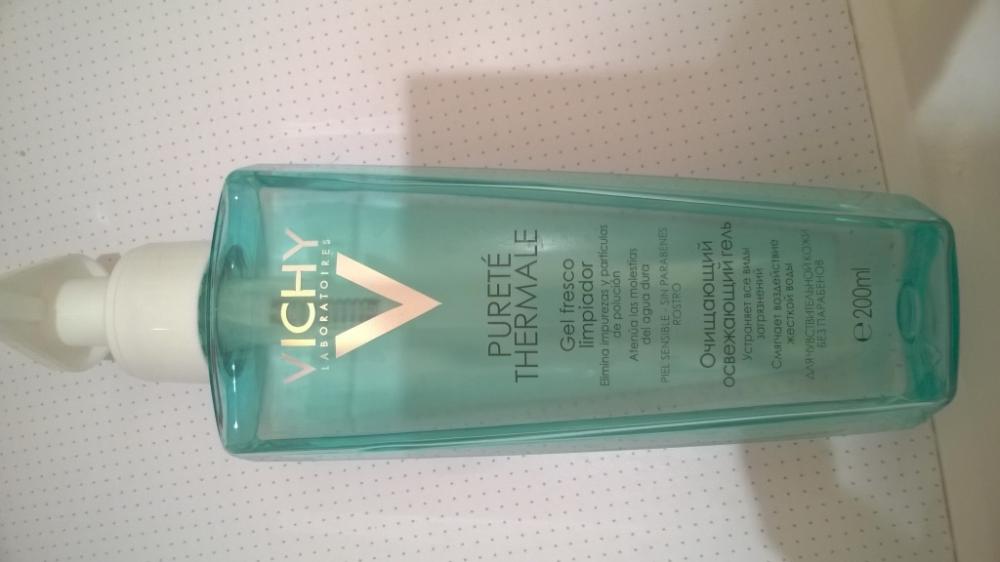 VICHY
LABORATOIRES
PURETÉ
THERMALE
Gel fresco
limpiador
Elimina impurezas y partículas
de polución
Atenúa las molestias
del agua dura
PIEL SENSIBLE - SIN PARABENES
ROSTRO
Очищающий
освежающий гель
Устраняет все виды
загрязнений
Смягчает воздействие
жесткой воды
ДЛЯ ЧУВСТВИТЕЛЬНОЙ КОЖИ
БЕЗ ПАРАБЕНОВ
℮ 200ml